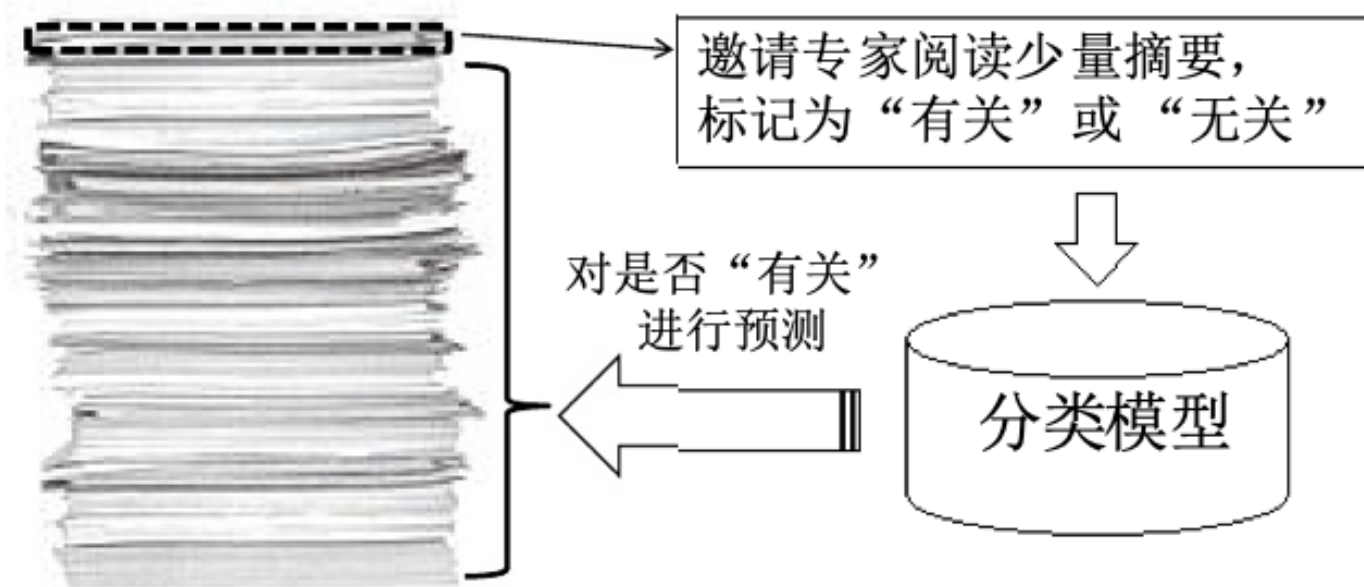 邀请专家阅读少量摘要，
标记为“有关”或“无关”
对是否“有关”
进行预测
分类模型